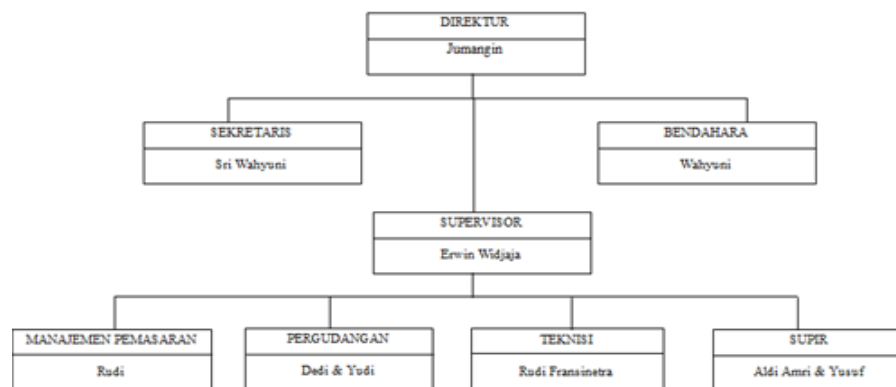 DIREKTUR
Jumangin
SEKRETARIS
Sri Wahyuni
BENDAHARA
Wahyuni
SUPERVISOR
Erwin Widjaja
MANAJEMEN PEMASARAN
Rudi
PERGUDANGAN
Dedi & Yudi
TEKNISI
Rudi Fransinetra
SUPIR
Aldi Amri & Yusuf